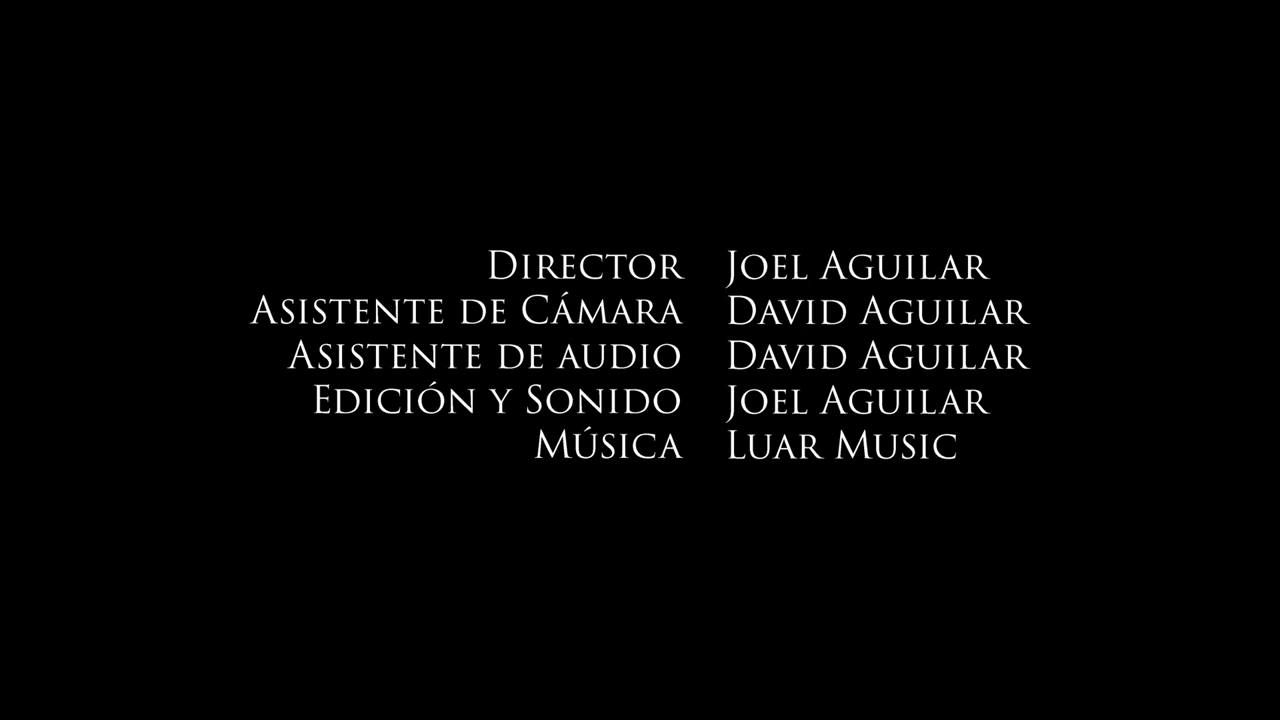 Director Joel Aguilar
Asistente de Cámara David Aguilar
Asistente de audio David Aguilar
Edición y Sonido Joel Aguilar
Música Luar Music